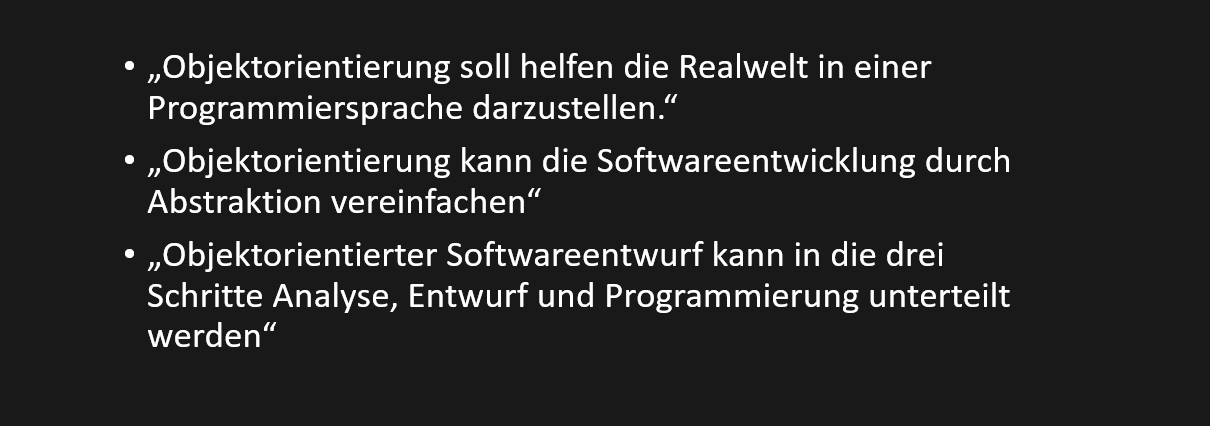 • „Objektorientierung soll helfen die Realwelt in einer
Programmiersprache darzustellen.“
• „Objektorientierung kann die Softwareentwicklung durch
Abstraktion vereinfachen“
• „Objektorientierter Softwareentwurf kann in die drei
Schritte Analyse, Entwurf und Programmierung unterteilt
werden“